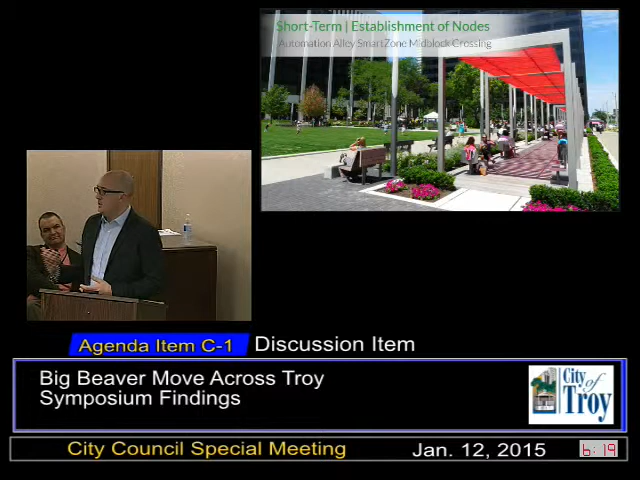 Short-Term | Establishment of Nodes
Automation Alley SmartZone Midblock Crossing
Agenda Item C-1 Discussion Item
Big Beaver Move Across Troy
Symposium Findings
City
of
Troy
City Council Special Meeting Jan. 12, 2015 6:19